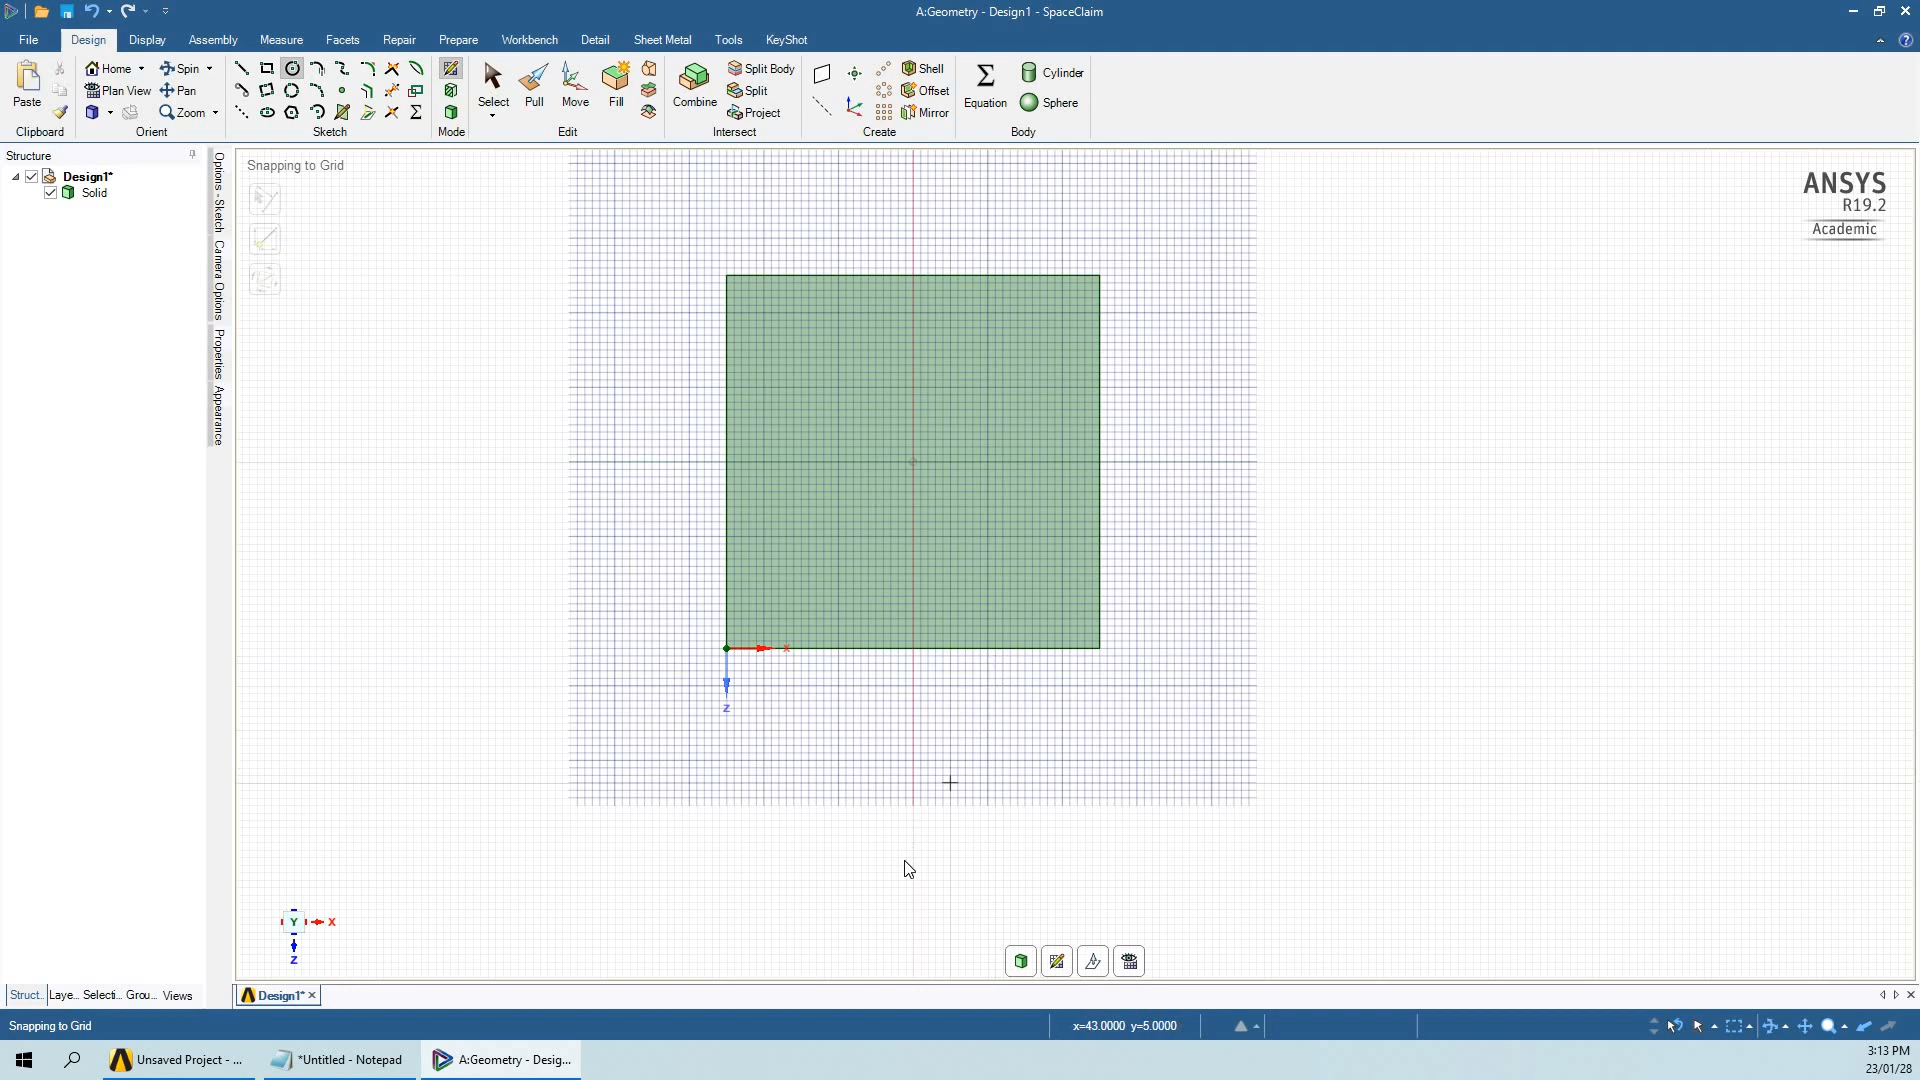 A:Geometry - Design1 - SpaceClaim
File Design Display Assembly Measure Facets Repair Prepare Workbench Detail Sheet Metal Tools KeyShot
Paste
Home Spin
Plan View Pan
Zoom
Select Pull Move Fill
Combine
Split Body
Split
Project
Shell
Offset
Mirror
Equation
Cylinder
Sphere
Clipboard Orient Sketch Mode Edit Intersect Create Body
Structure
Design1*
Solid
Options - Sketch
Camera Options
Properties
Appearance
Snapping to Grid
ANSYS
R19.2
Academic
X
Z
Y X
Z
Struct... Laye... Selecti... Grou... Views
Design1*
Snapping to Grid
x=43.0000 y=5.0000
Unsaved Project - ...
*Untitled - Notepad
A:Geometry - Desig...
3:13 PM
23/01/28